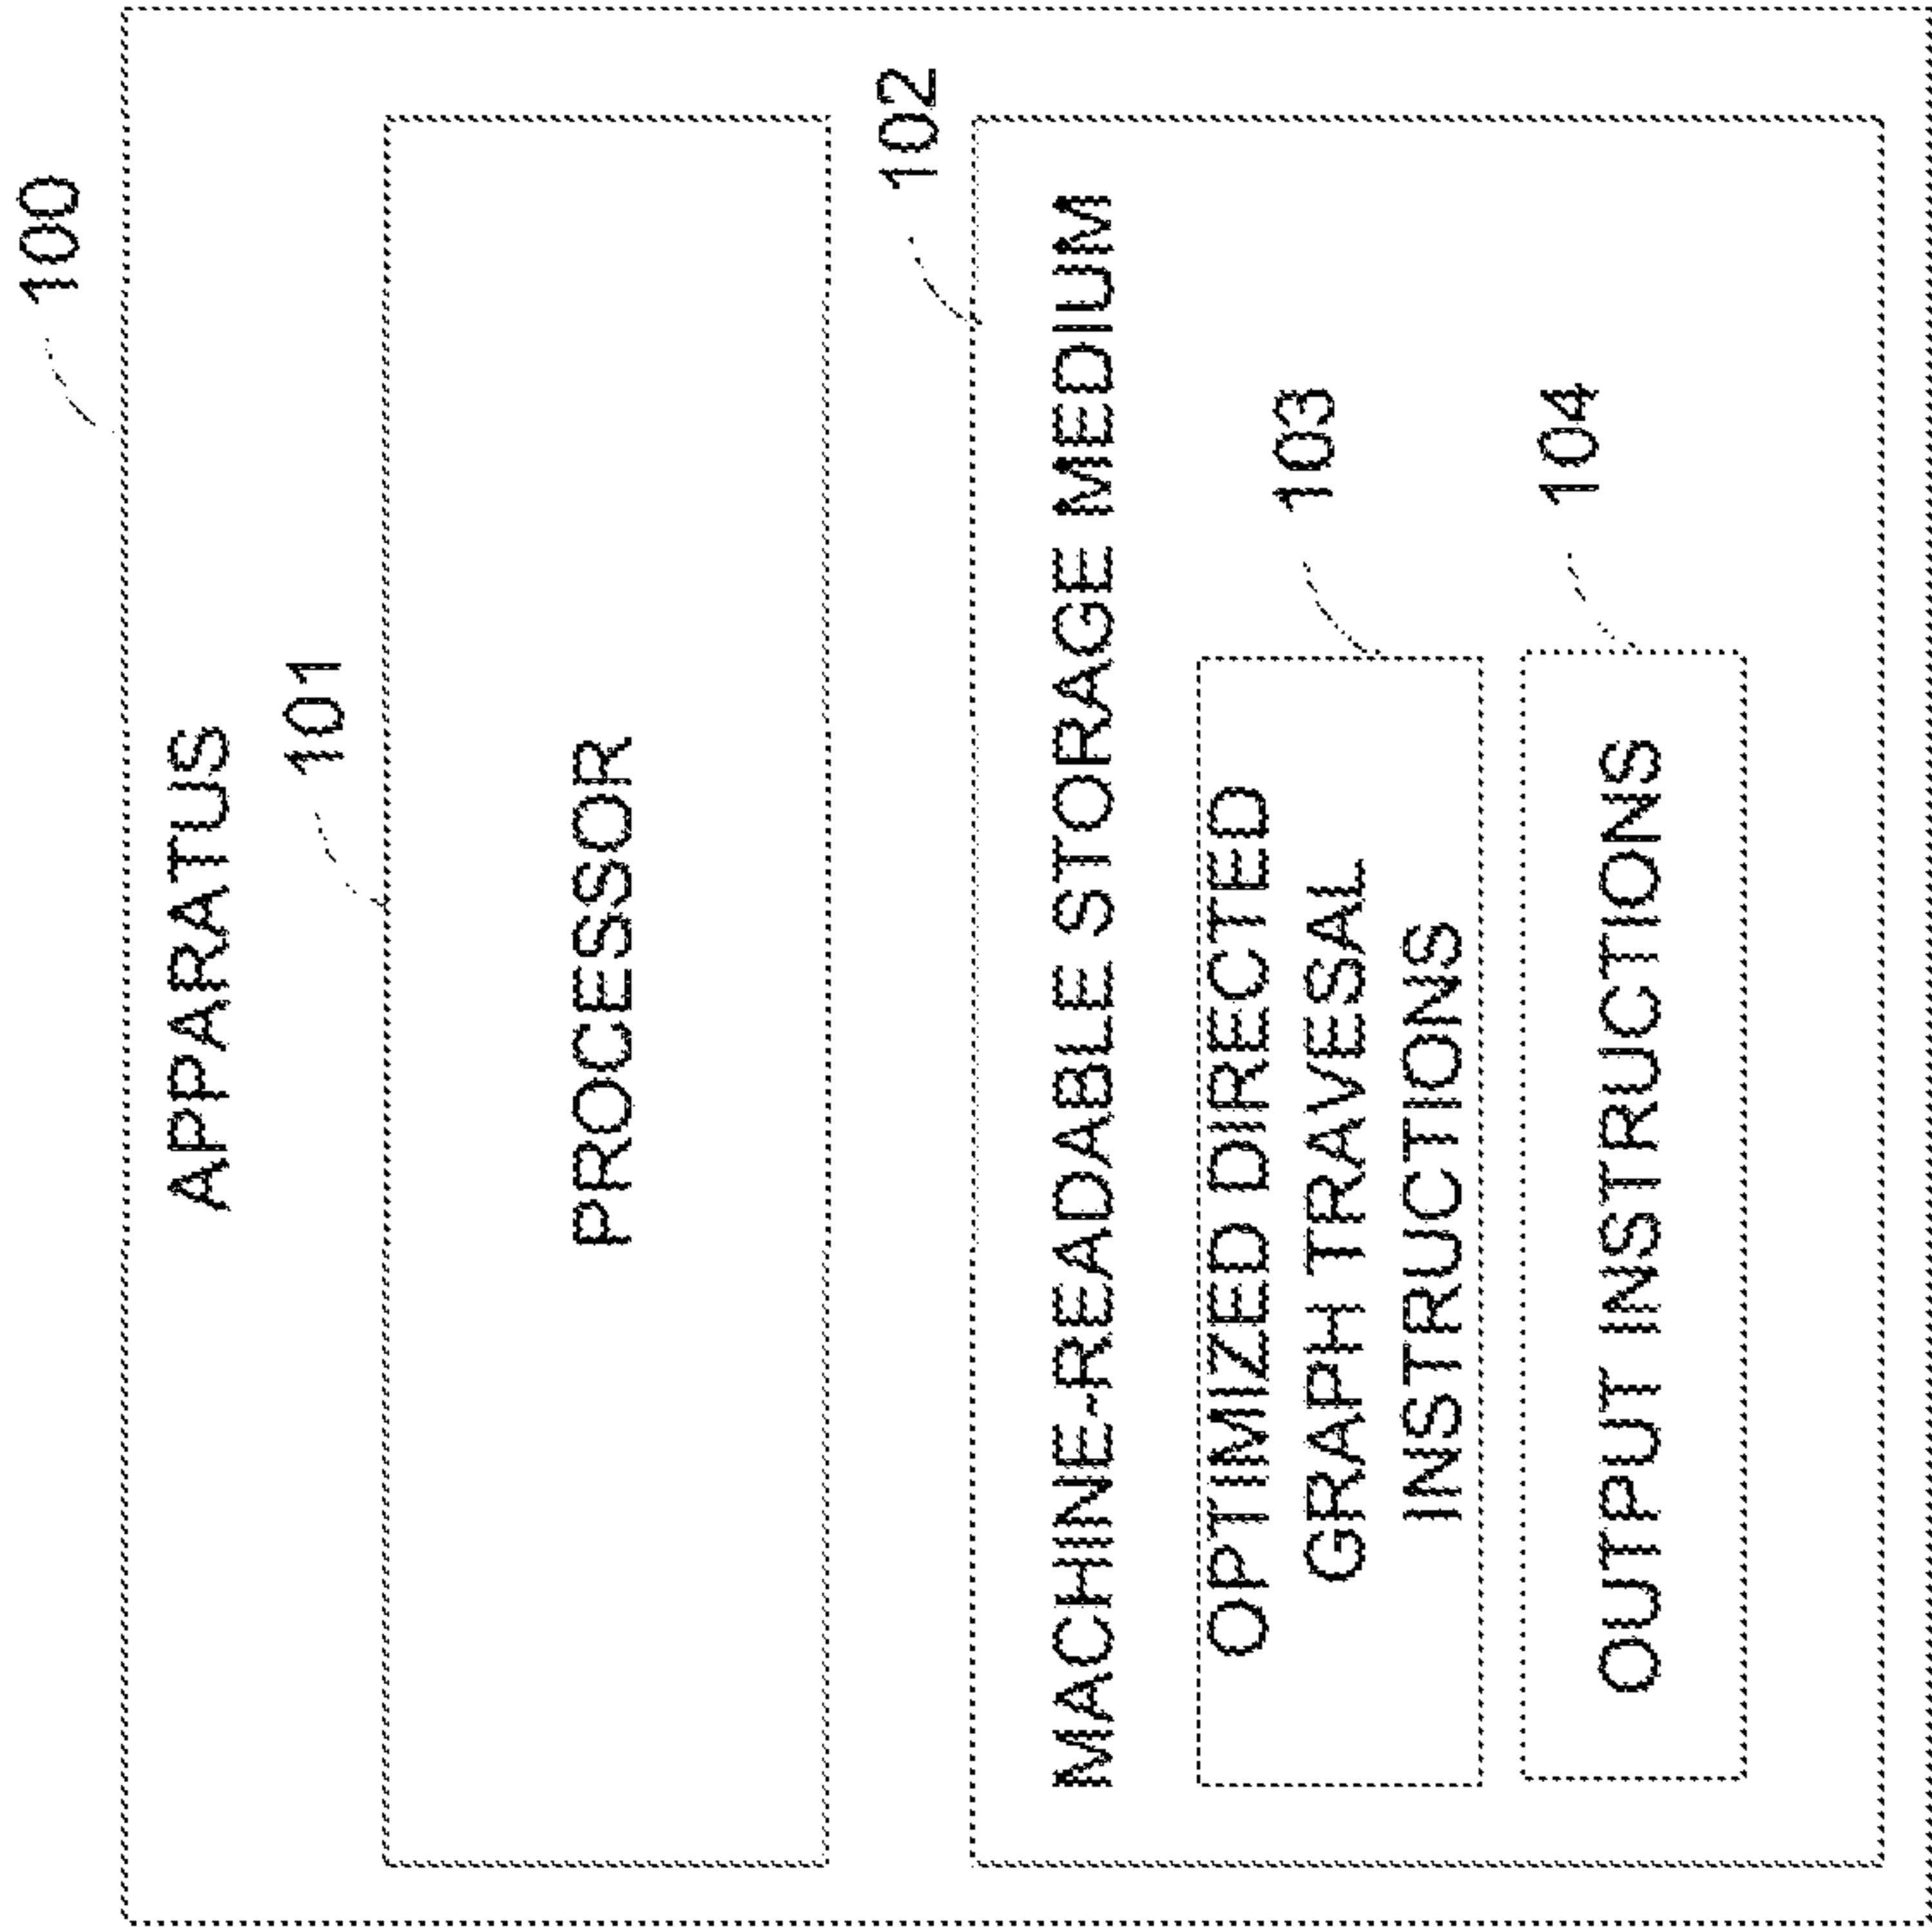 100
APPARATUS
101
PROCESSOR
102
MACHINE-READABLE STORAGE MEDIUM
103
OPTIMIZED DIRECTED
GRAPH TRAVESAL
INSTRUCTIONS
104
OUTPUT INSTRUCTIONS